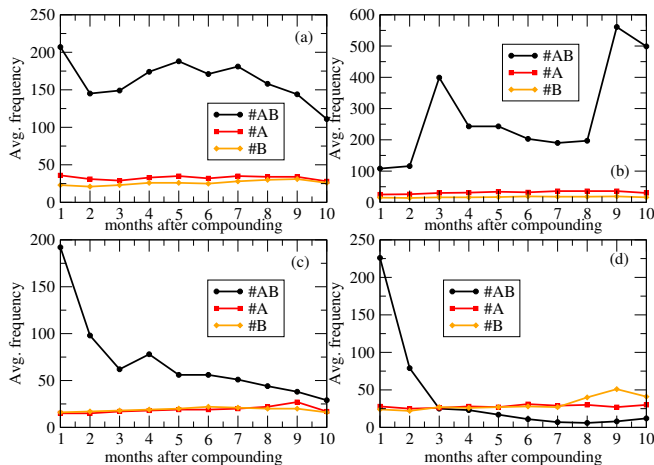 250
200
150
100
50
0
Avg. frequency
(a)
#AB
#A
#B
1 2 3 4 5 6 7 8 9 10
months after compounding
600
500
400
300
200
100
0
Avg. frequency
#AB
#A
#B
(b)
1 2 3 4 5 6 7 8 9 10
months after compounding
200
150
100
50
0
Avg. frequency
(c)
#AB
#A
#B
1 2 3 4 5 6 7 8 9 10
months after compounding
250
200
150
100
50
0
Avg. frequency
(d)
#AB
#A
#B
1 2 3 4 5 6 7 8 9 10
months after compounding